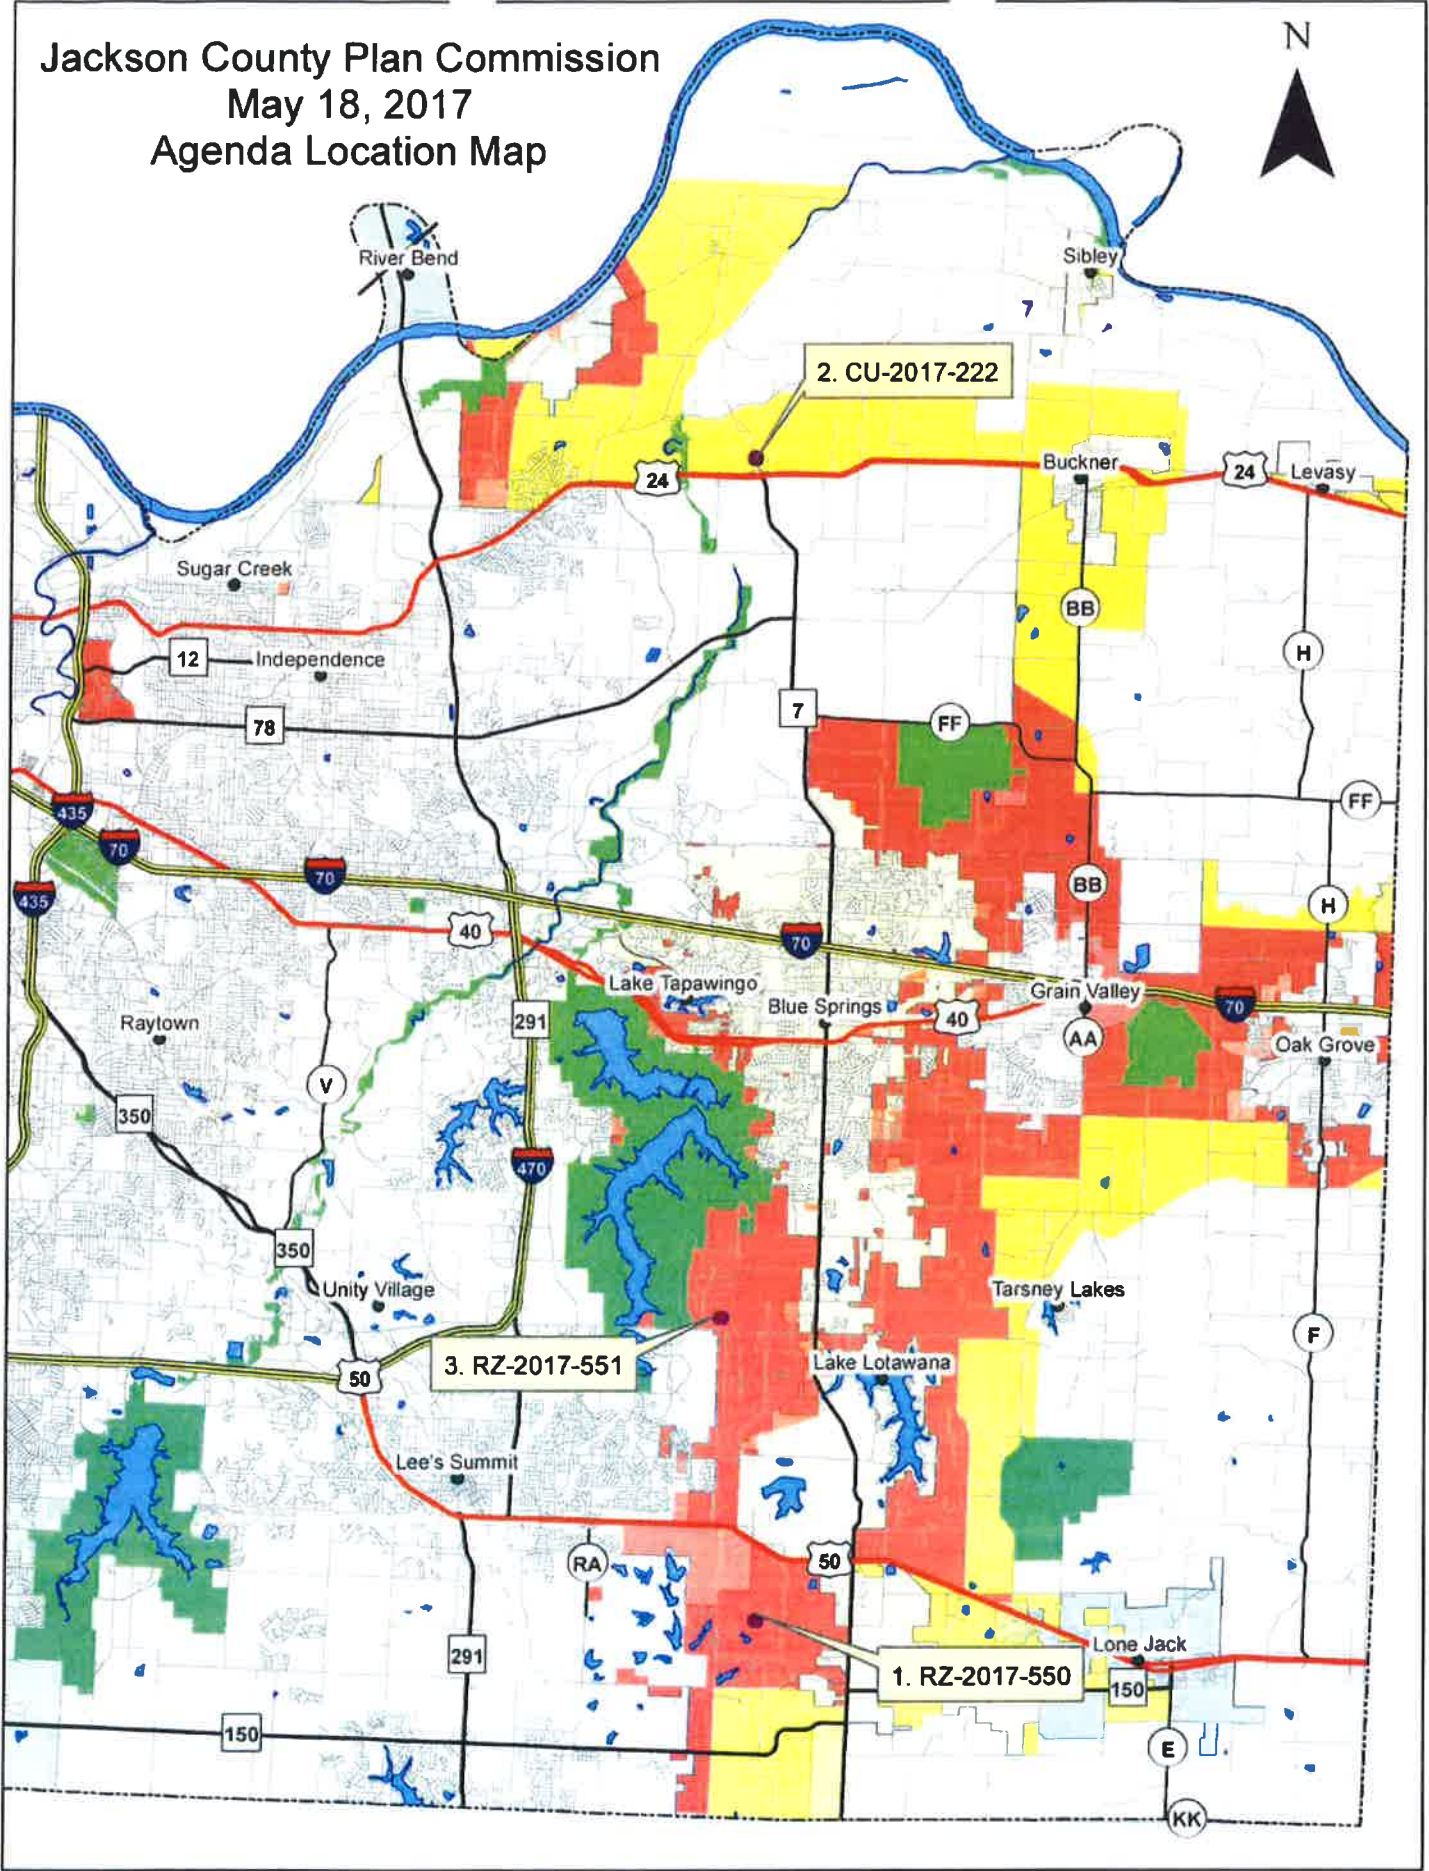 Jackson County Plan Commission
May 18, 2017
Agenda Location Map
N
River Bend
Sibley
2. CU-2017-222
24
Buckner
24
Levasy
Sugar Creek
BB
12
Independence
H
78
7
FF
435
70
FF
70
BB
435
H
40
70
Lake Tapawingo
Grain Valley
70
Blue Springs
40
291
Raytown
AA
Oak Grove
V
350
470
350
Unity Village
Tarsney Lakes
F
3. RZ-2017-551
Lake Lotawana
50
Lee's Summit
50
RA
Lone Jack
291
1. RZ-2017-550
150
150
E
KK